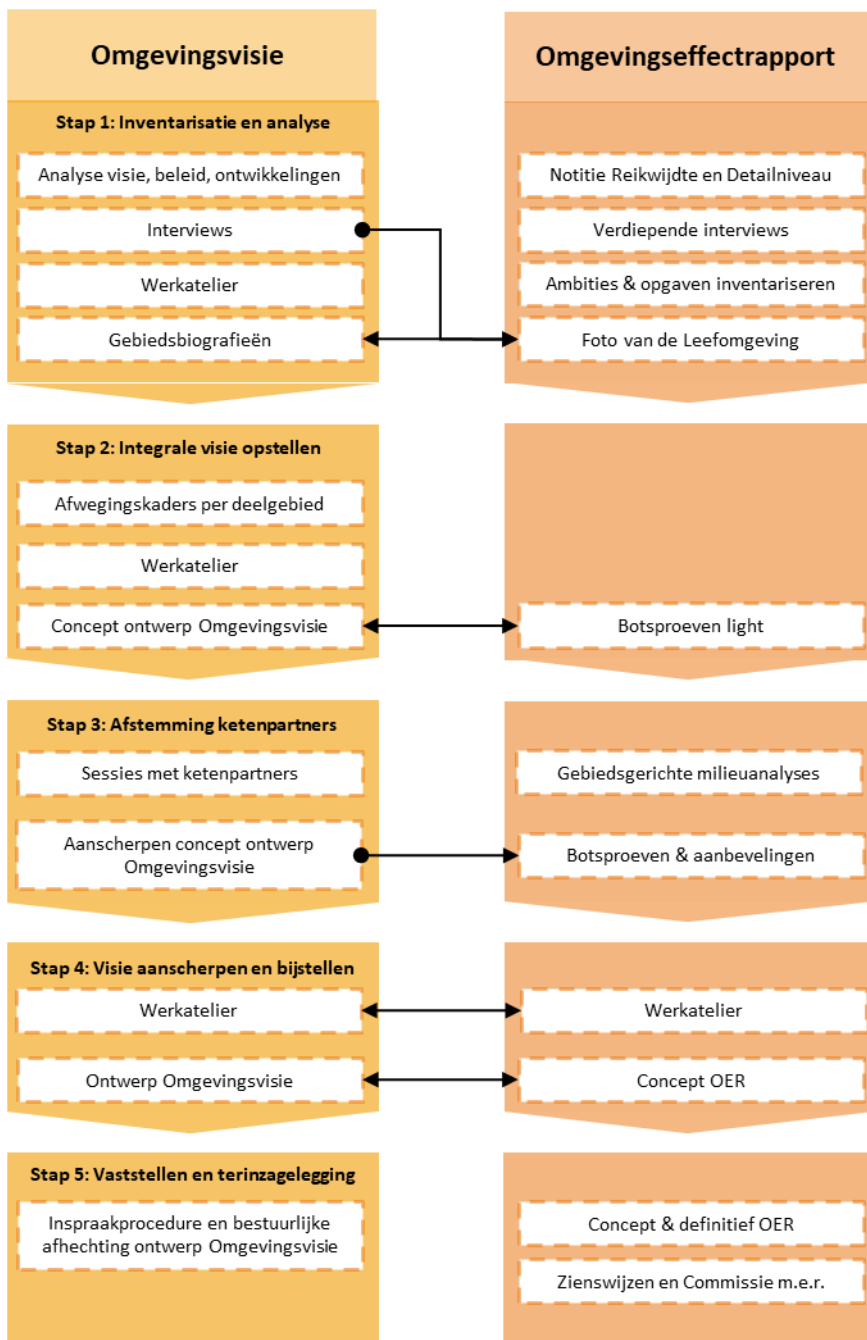 Omgevingsvisie
Omgevingseffectrapport
Stap 1: Inventarisatie en analyse
Analyse visie, beleid, ontwikkelingen
Notitie Reikwijdte en Detailniveau
Interviews
Verdiepende interviews
Werkatelier
Ambities & opgaven inventariseren
Gebiedsbiografieën
Foto van de Leefomgeving
Stap 2: Integrale visie opstellen
Afwegingskaders per deelgebied
Werkatelier
Concept ontwerp Omgevingsvisie
Botsproeven light
Stap 3: Afstemming ketenpartners
Sessies met ketenpartners
Gebiedsgerichte milieuanalyses
Aanscherpen concept ontwerp
Omgevingsvisie
Botsproeven & aanbevelingen
Stap 4: Visie aanscherpen en bijstellen
Werkatelier
Werkatelier
Ontwerp Omgevingsvisie
Concept OER
Stap 5: Vaststellen en terinzagelegging
Inspraakprocedure en bestuurlijke
afhechting ontwerp Omgevingsvisie
Concept & definitief OER
Zienswijzen en Commissie m.e.r.